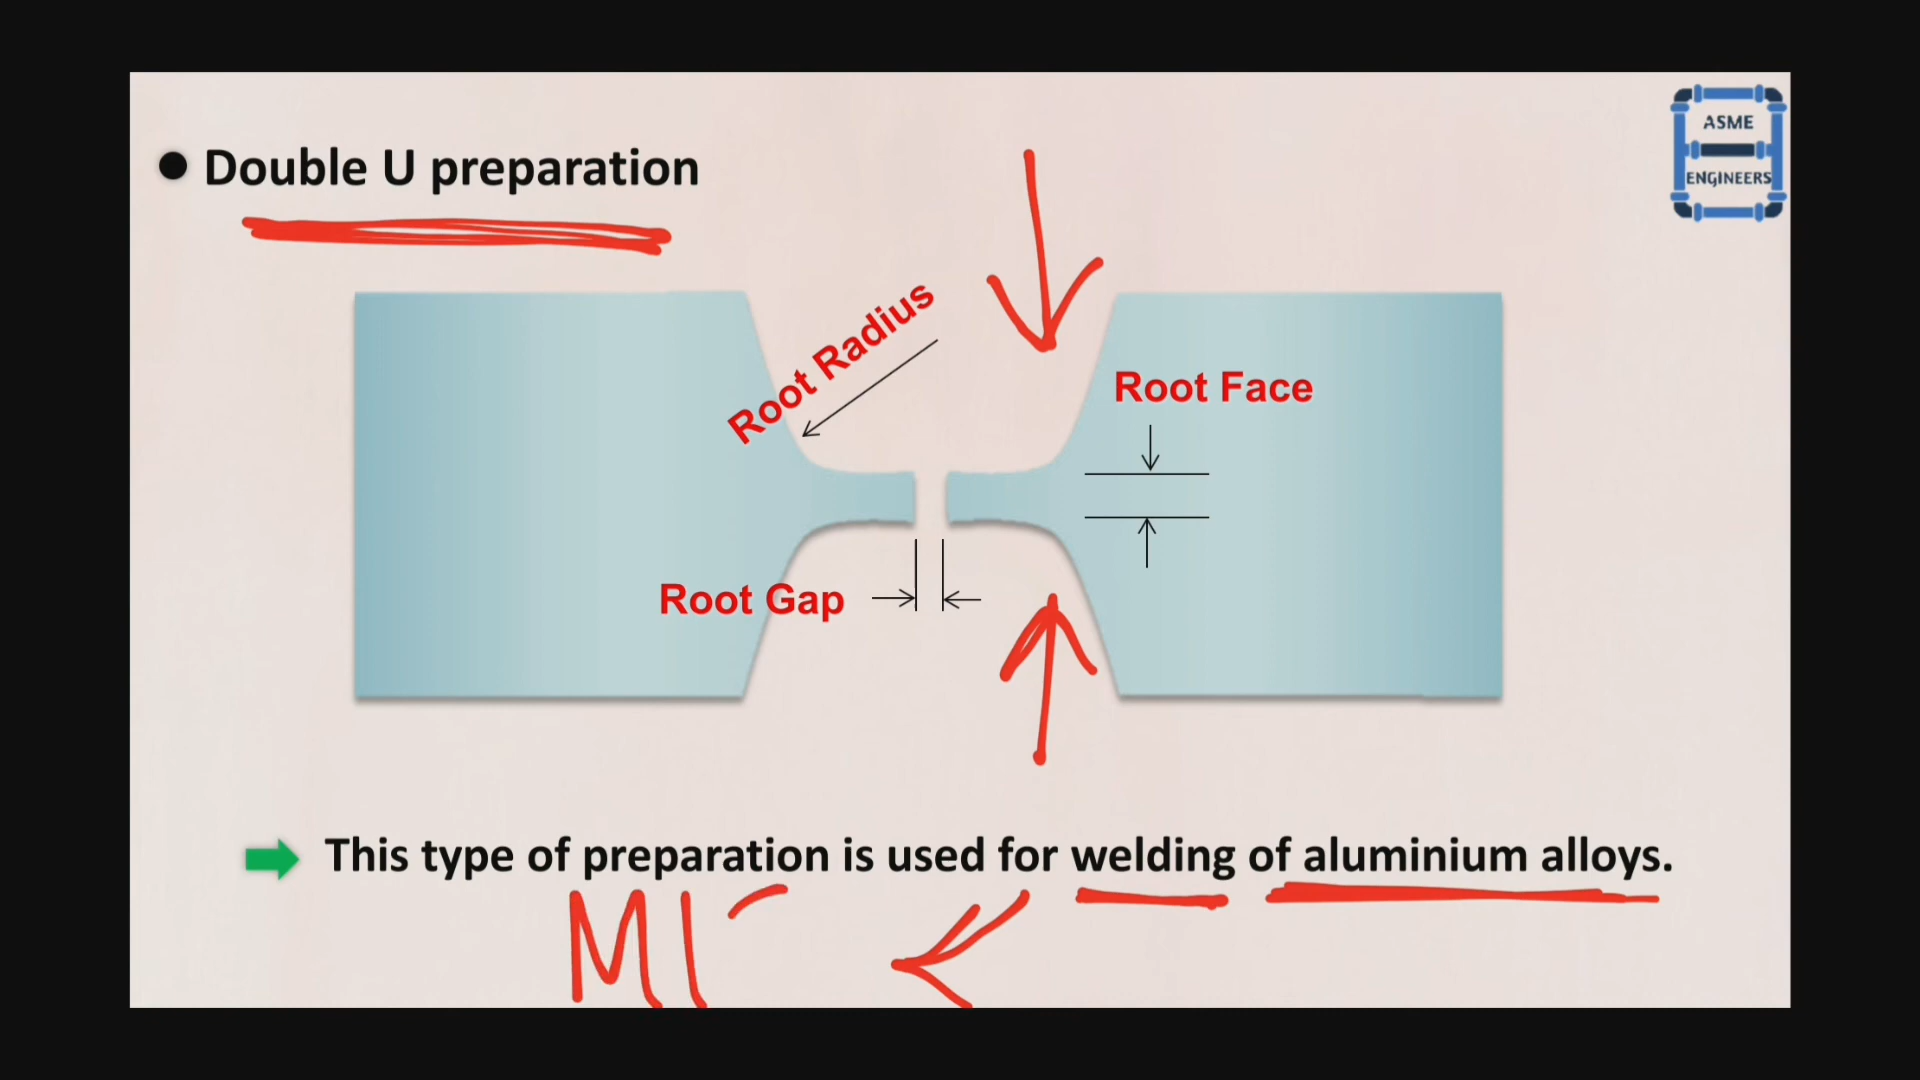 ASME
ENGINEERS
Double U preparation
Root Radius
Root Face
Root Gap
This type of preparation is used for welding of aluminium alloys.
MI